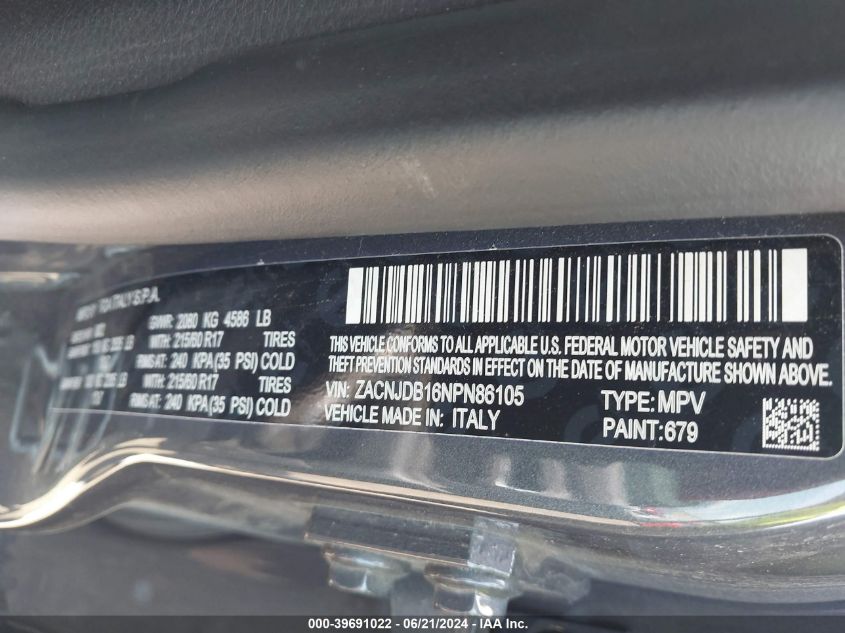 ITALY S.P.A.
GVWR: 2080 KG 4586 LB
WITH: 215/60 R17 TIRES
RIMS AT: 240 KPA (35 PSI) COLD
WITH: 215/60 R17 TIRES
RIMS AT: 240 KPA (35 PSI) COLD
THIS VEHICLE CONFORMS TO ALL APPLICABLE U.S. FEDERAL MOTOR VEHICLE SAFETY AND
THEFT PREVENTION STANDARDS IN EFFECT ON THE DATE OF MANUFACTURE SHOWN ABOVE.
VIN: ZACNJDB16NPN86105 TYPE: MPV
VEHICLE MADE IN: ITALY PAINT:679
000-39691022 - 06/21/2024 - IAA Inc.